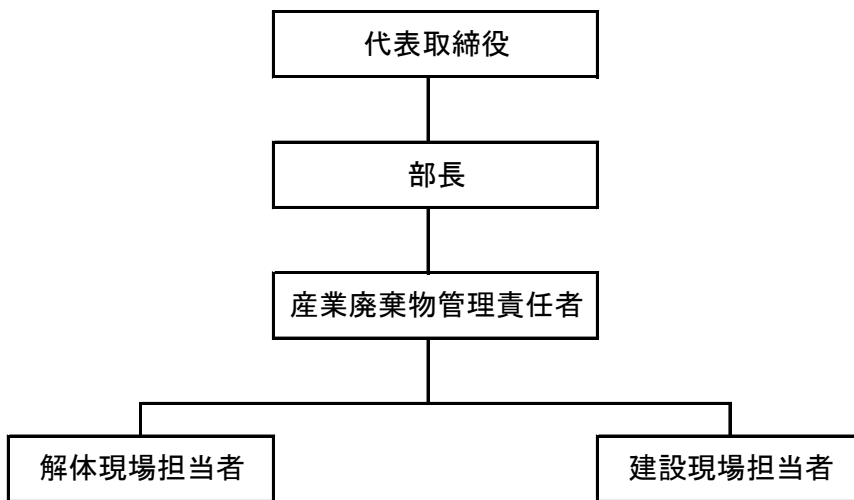 代表取締役
部長
産業廃棄物管理責任者
解体現場担当者
建設現場担当者